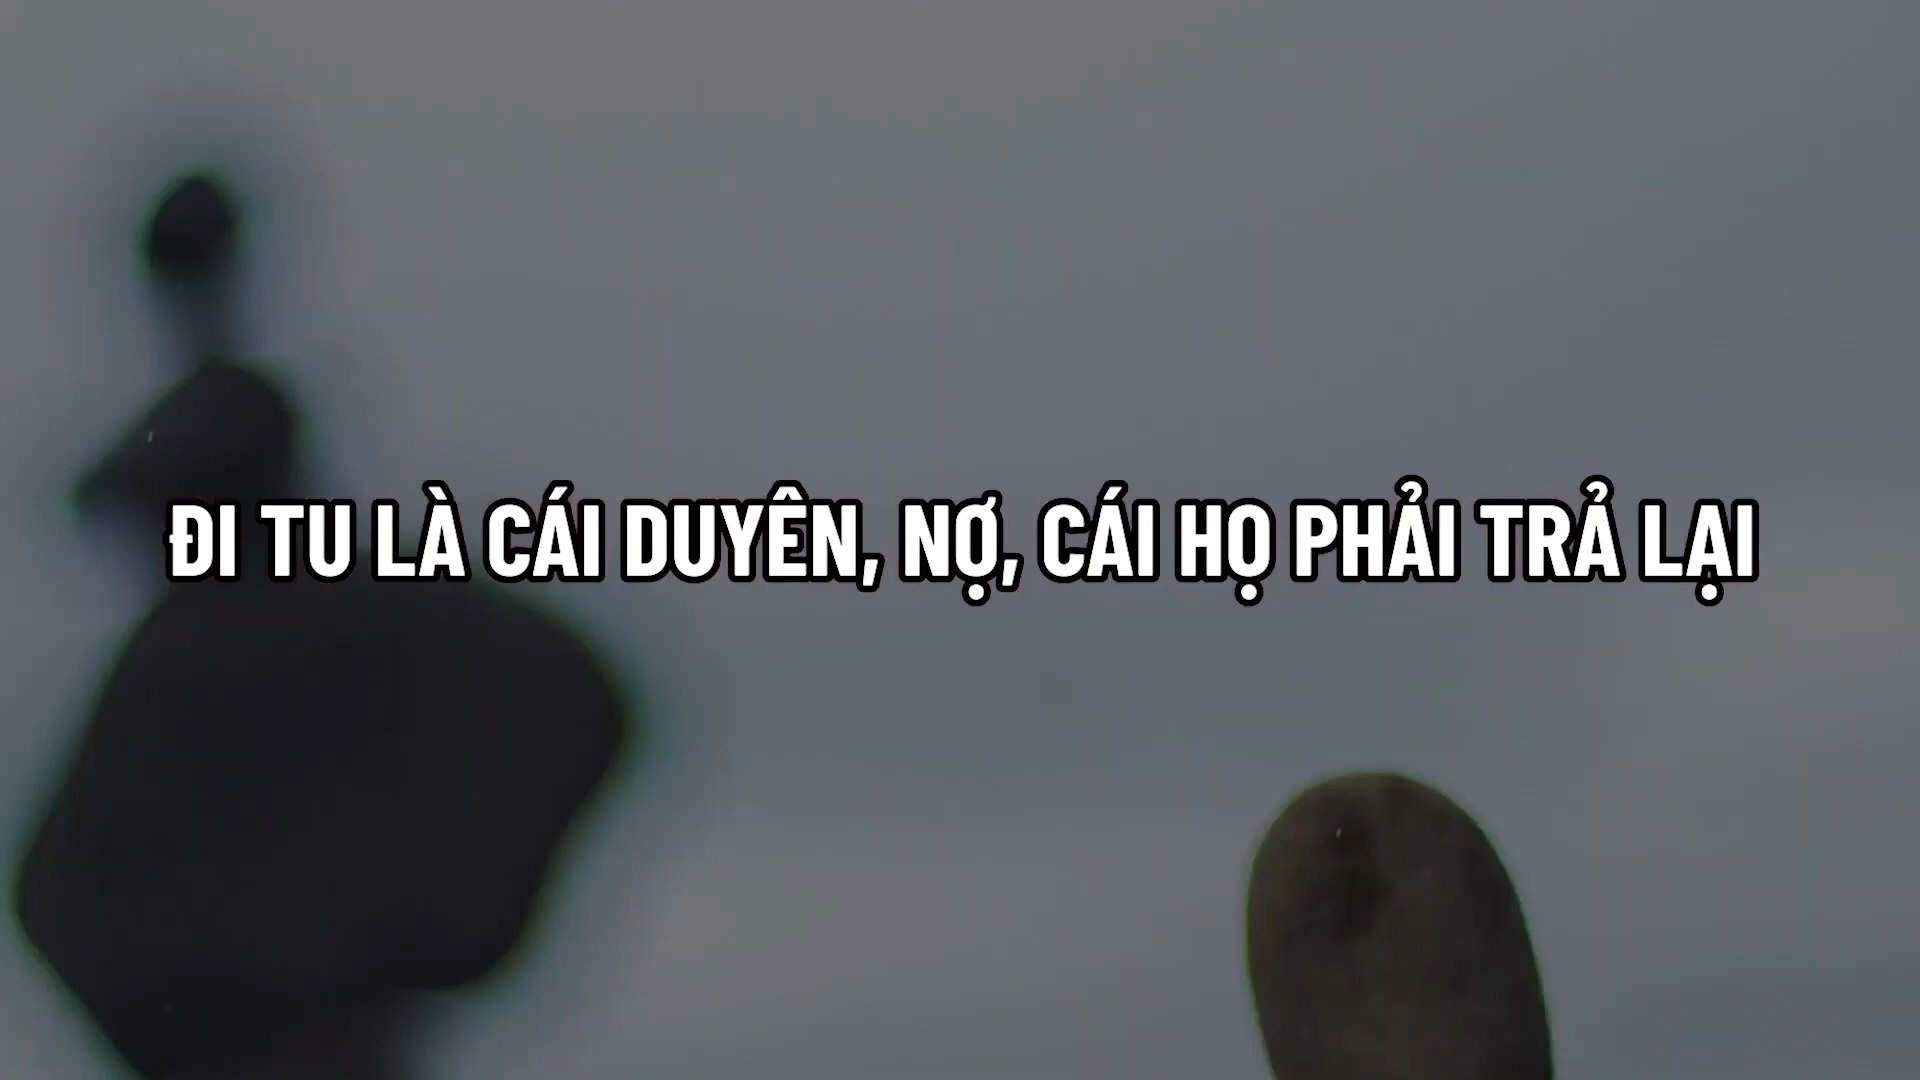 ĐI TU LÀ CÁI DUYÊN, NỢ, CÁI HỌ PHẢI TRẢ LẠI